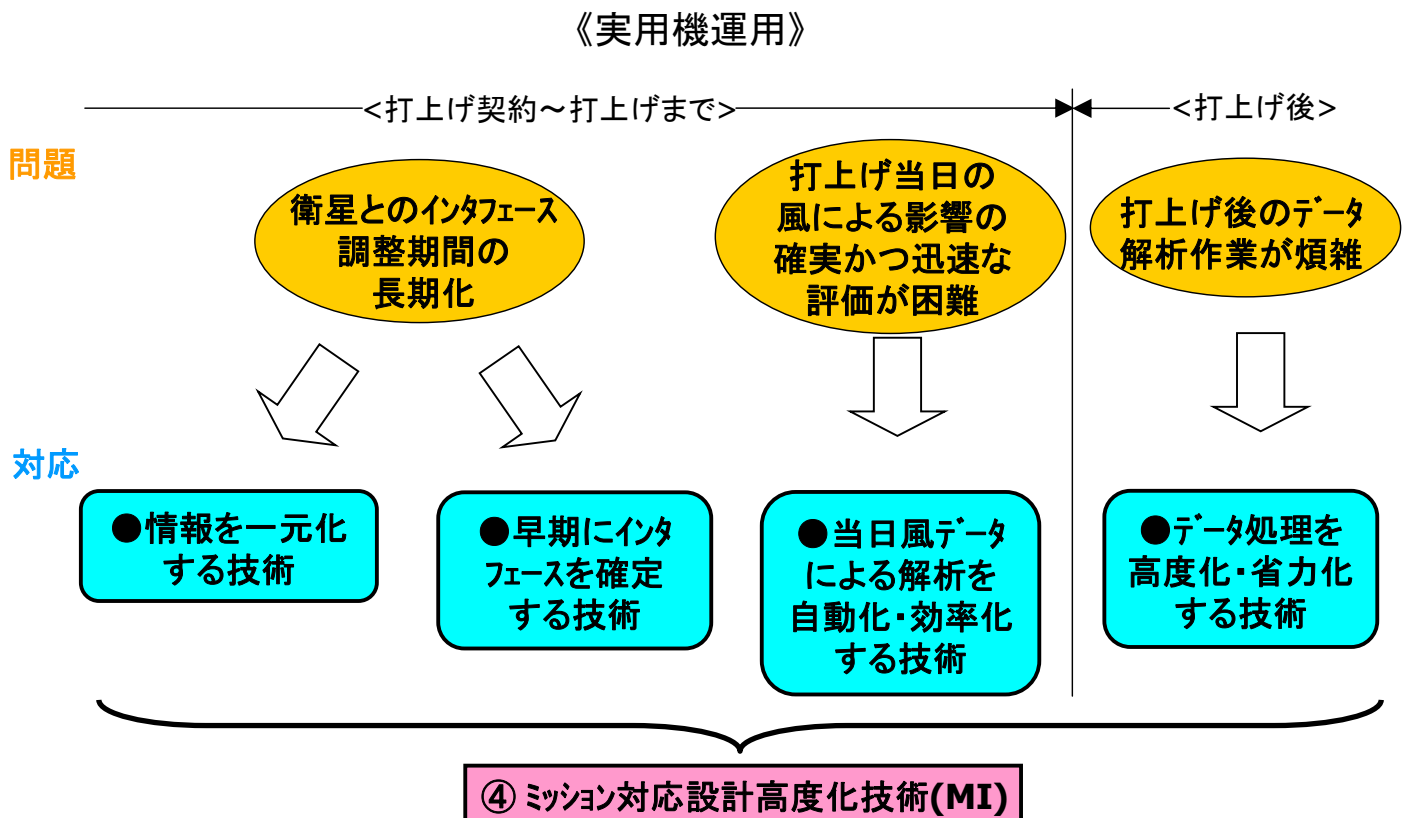 《実用機運用》
<打上げ契約～打上げまで>
<打上げ後>
問題
衛星とのｲﾝﾀﾌｪｰｽ
調整期間の
長期化
打上げ当日の
風による影響の
確実かつ迅速な
評価が困難
打上げ後のﾃﾞｰﾀ
解析作業が煩雑
対応
●情報を一元化
する技術
●早期にｲﾝﾀ
ﾌｪｰｽを確定
する技術
●当日風ﾃﾞｰﾀ
による解析を
自動化・効率化
する技術
●ﾃﾞｰﾀ処理を
高度化・省力化
する技術
④ ﾐｯｼｮﾝ対応設計高度化技術(MI)